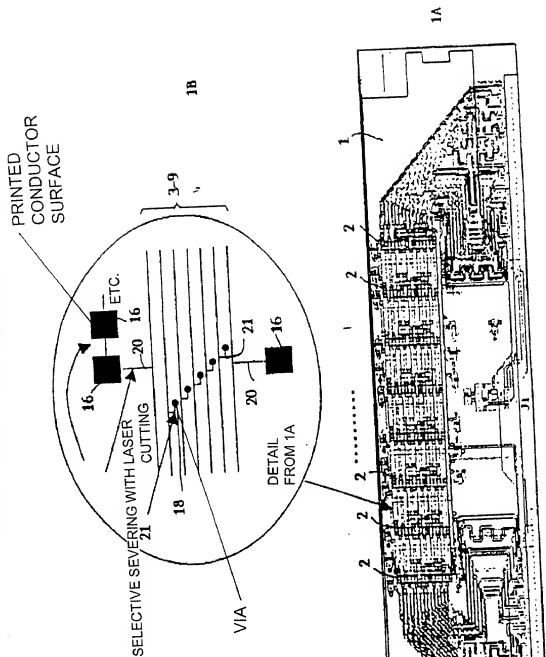 1A
1B
PRINTED
CONDUCTOR
SURFACE
3-9
ETC.
16
16
20
SELECTIVE SEVERING WITH LASER
CUTTING
21
18
21
20
16
DETAIL
FROM 1A
VIA
1
2
2
2
2
2
J1